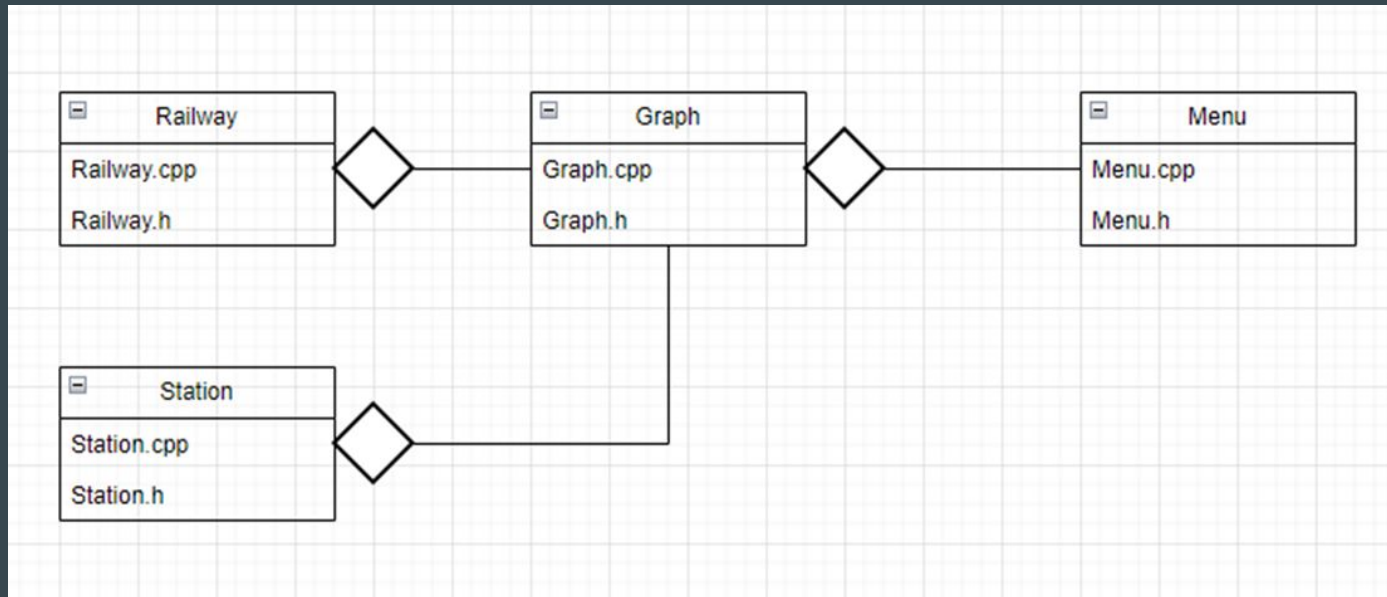 Railway
Railway.cpp
Railway.h
Graph
Graph.cpp
Graph.h
Menu
Menu.cpp
Menu.h
Station
Station.cpp
Station.h